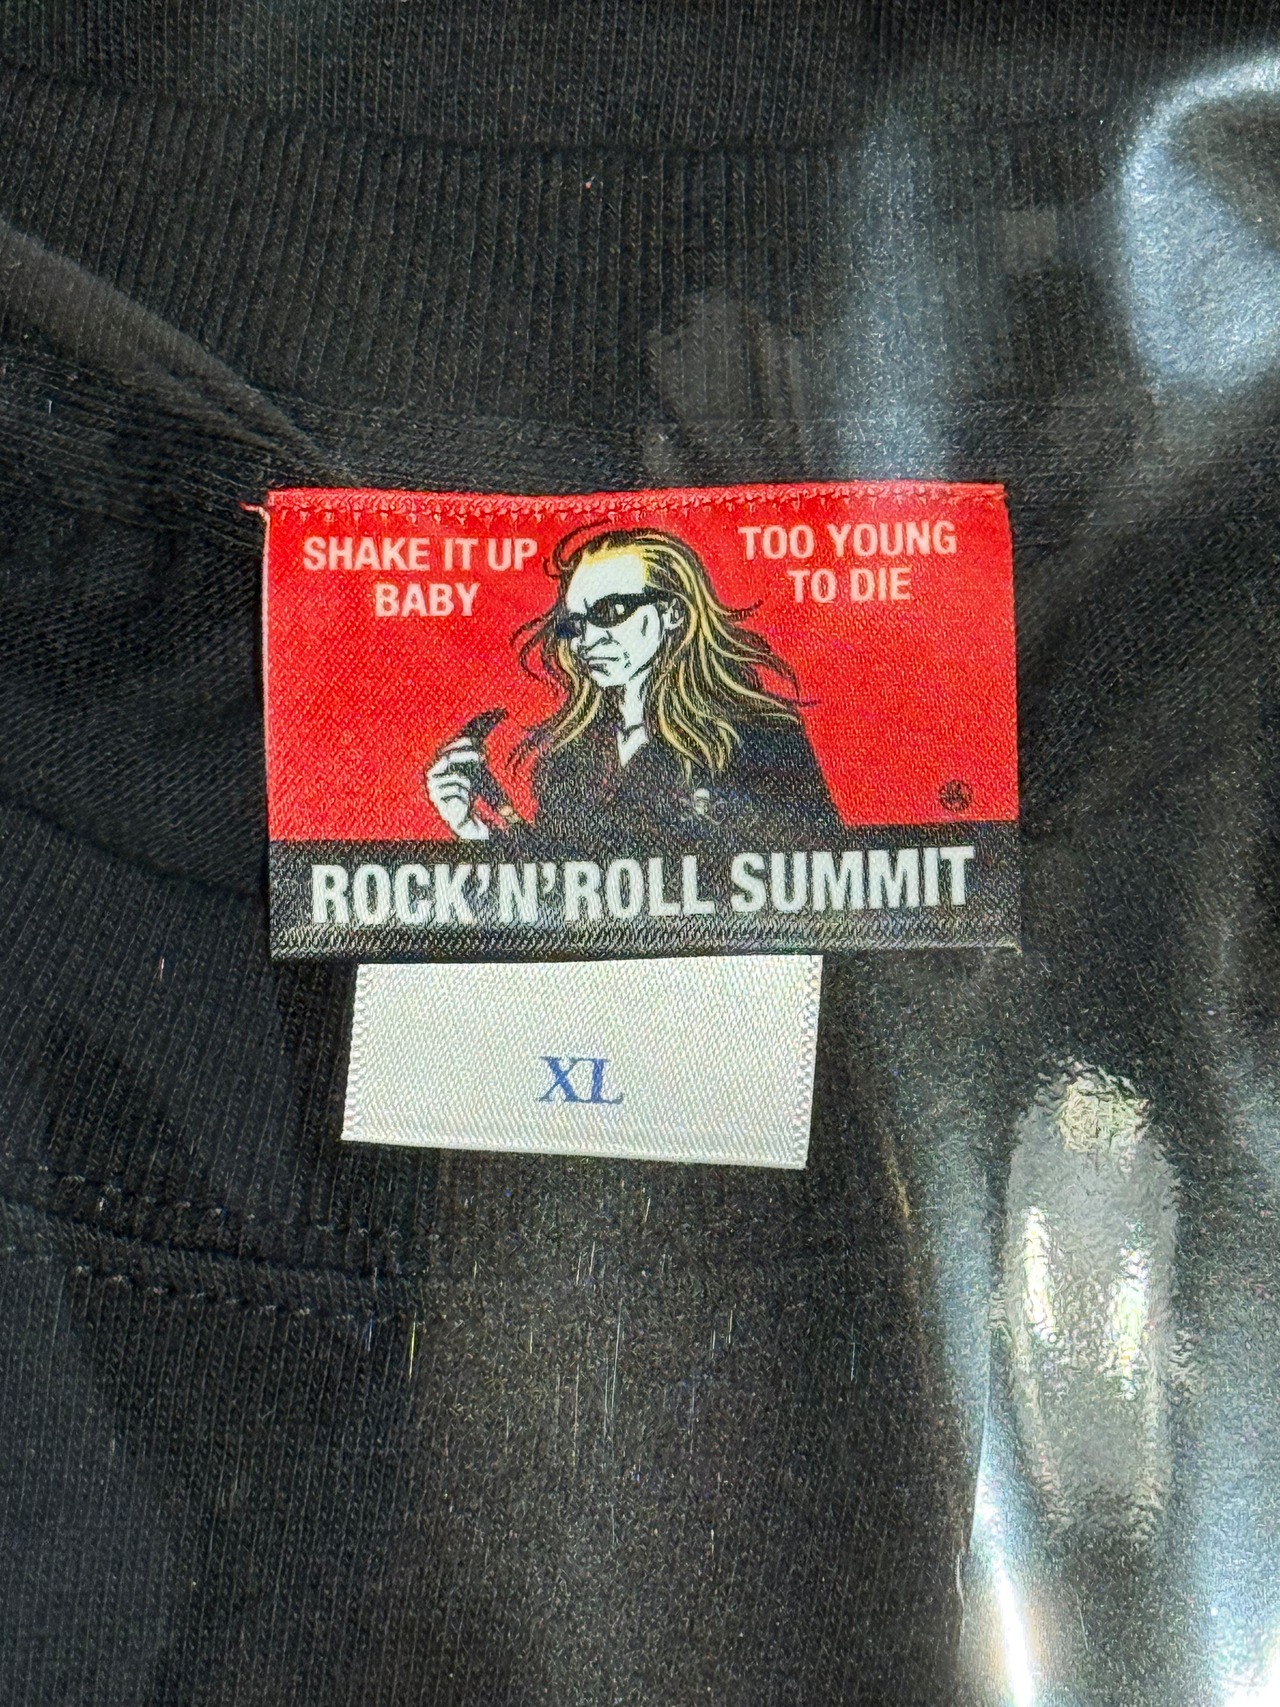 SHAKE IT UP
BABY
TOO YOUNG
TO DIE
ROCK'N'ROLL SUMMIT
XL